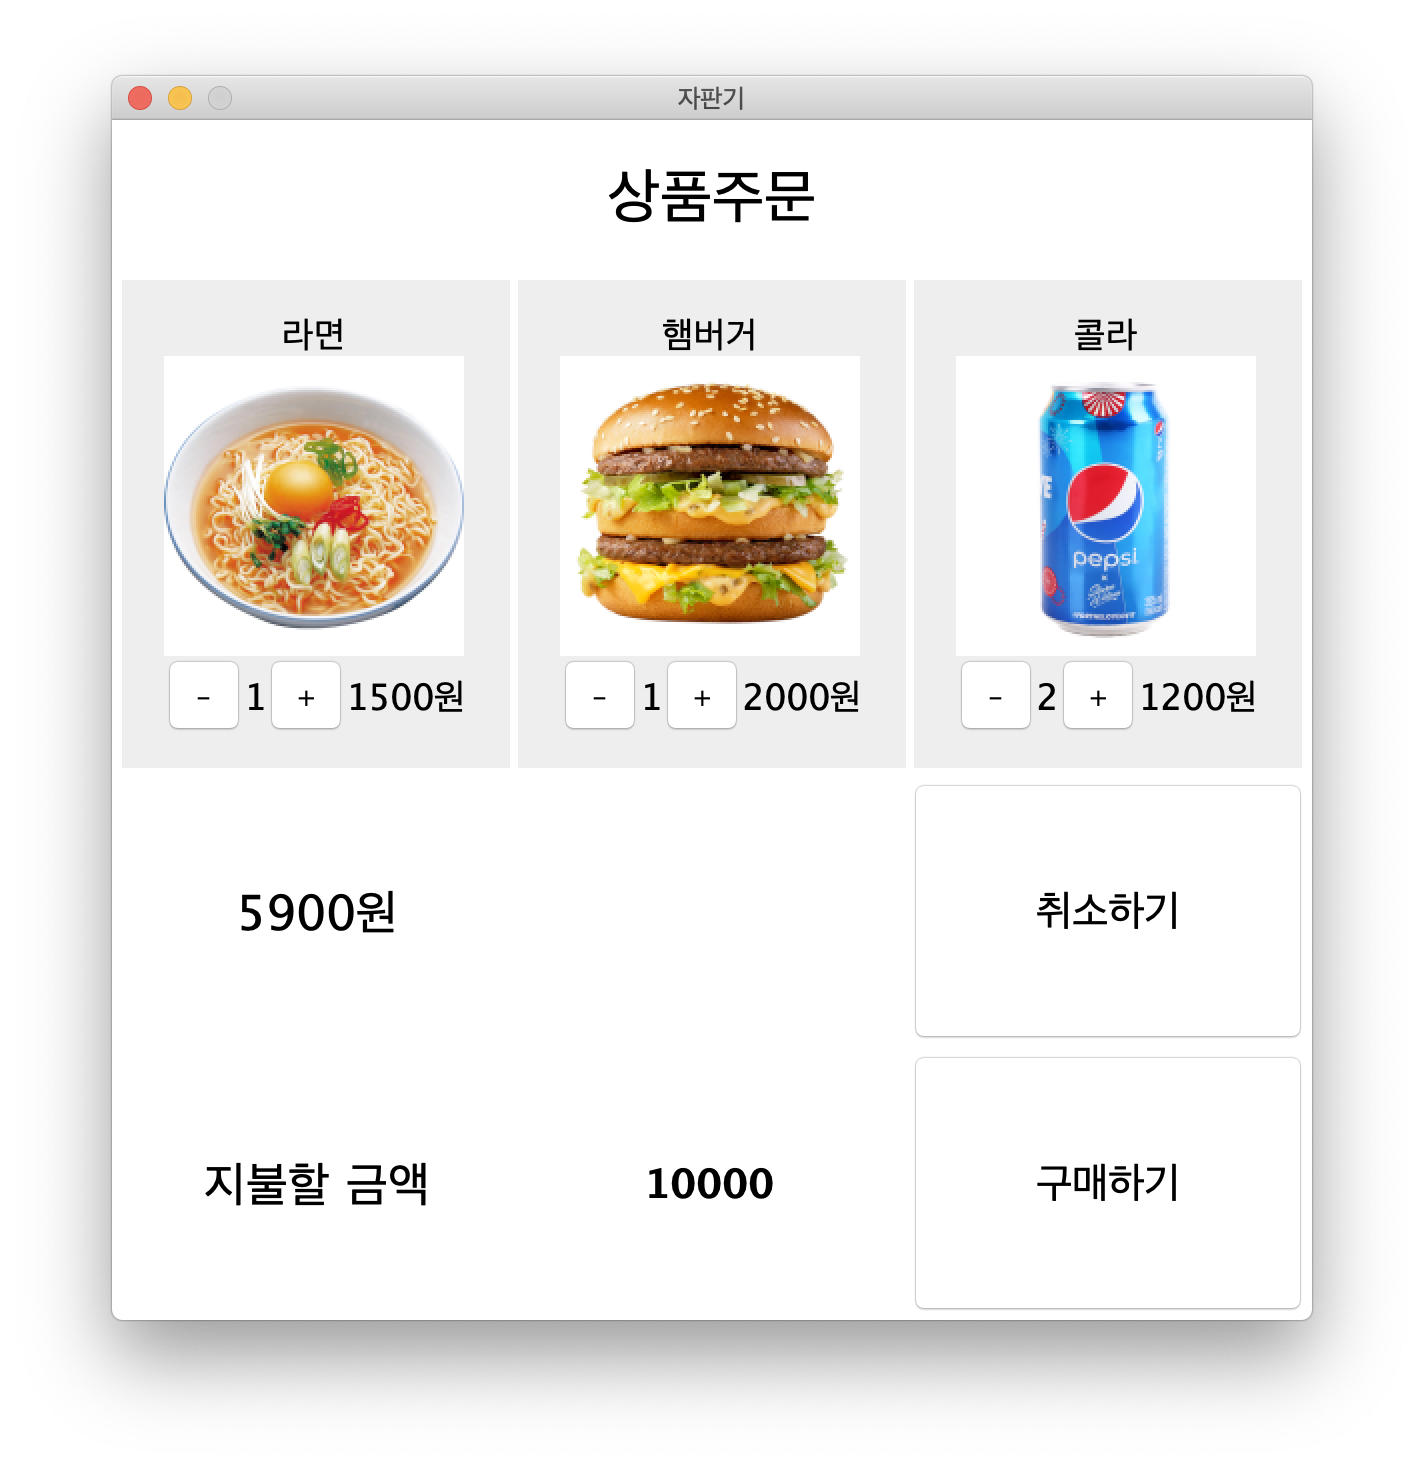 자판기
상품주문
라면 햄버거 콜라
pepsi
- 1 + 1500원 - 1 + 2000원 - 2 + 1200원
5900원 취소하기
지불할 금액 10000 구매하기